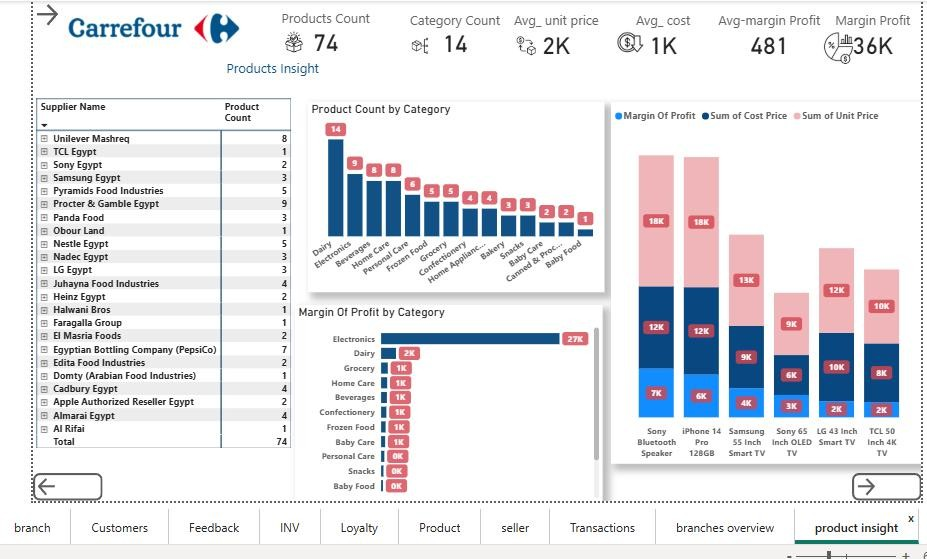 Carrefour
Products Count
74
Category Count
14
Avg_ unit price
2K
Avg_ cost
1K
Avg-margin Profit
481
Margin Profit
36K
Products Insight
Supplier Name Product Count
Unilever Mashreq 8
TCL Egypt 1
Sony Egypt 2
Samsung Egypt 3
Pyramids Food Industries 5
Procter & Gamble Egypt 9
Panda Food 3
Obour Land 1
Nestle Egypt 5
Nadec Egypt 3
LG Egypt 3
Juhayna Food Industries 4
Heinz Egypt 2
Halwani Bros 1
Faragalla Group 1
El Masria Foods 2
Egyptian Bottling Company (PepsiCo) 7
Edita Food Industries 2
Domty (Arabian Food Industries) 1
Cadbury Egypt 4
Apple Authorized Reseller Egypt 2
Almarai Egypt 4
Al Rifai 1
Total 74
Product Count by Category
14 9 8 8 6 5 5 4 4 3 3 2 2 1
Dairy
Electronics
Beverages
Home Care
Personal Care
Frozen Food
Grocery
Confectionery
Home Applianc...
Bakery
Snacks
Baby Care
Canned & Proc...
Baby Food
Margin Of Profit by Category
Electronics 27K
Dairy 2K
Grocery 1K
Home Care 1K
Beverages 1K
Confectionery 1K
Frozen Food 1K
Baby Care 1K
Personal Care 0K
Snacks 0K
Baby Food 0K
Margin Of Profit Sum of Cost Price Sum of Unit Price
18K 12K 7K
18K 12K 6K
13K 9K 4K
9K 6K 3K
12K 10K 2K
10K 8K 2K
Sony Bluetooth Speaker
iPhone 14 Pro 128GB
Samsung 55 Inch Smart TV
Sony 65 Inch OLED TV
LG 43 Inch Smart TV
TCL 50 Inch 4K TV
branch Customers Feedback INV Loyalty Product seller Transactions branches overview product insight x
- +